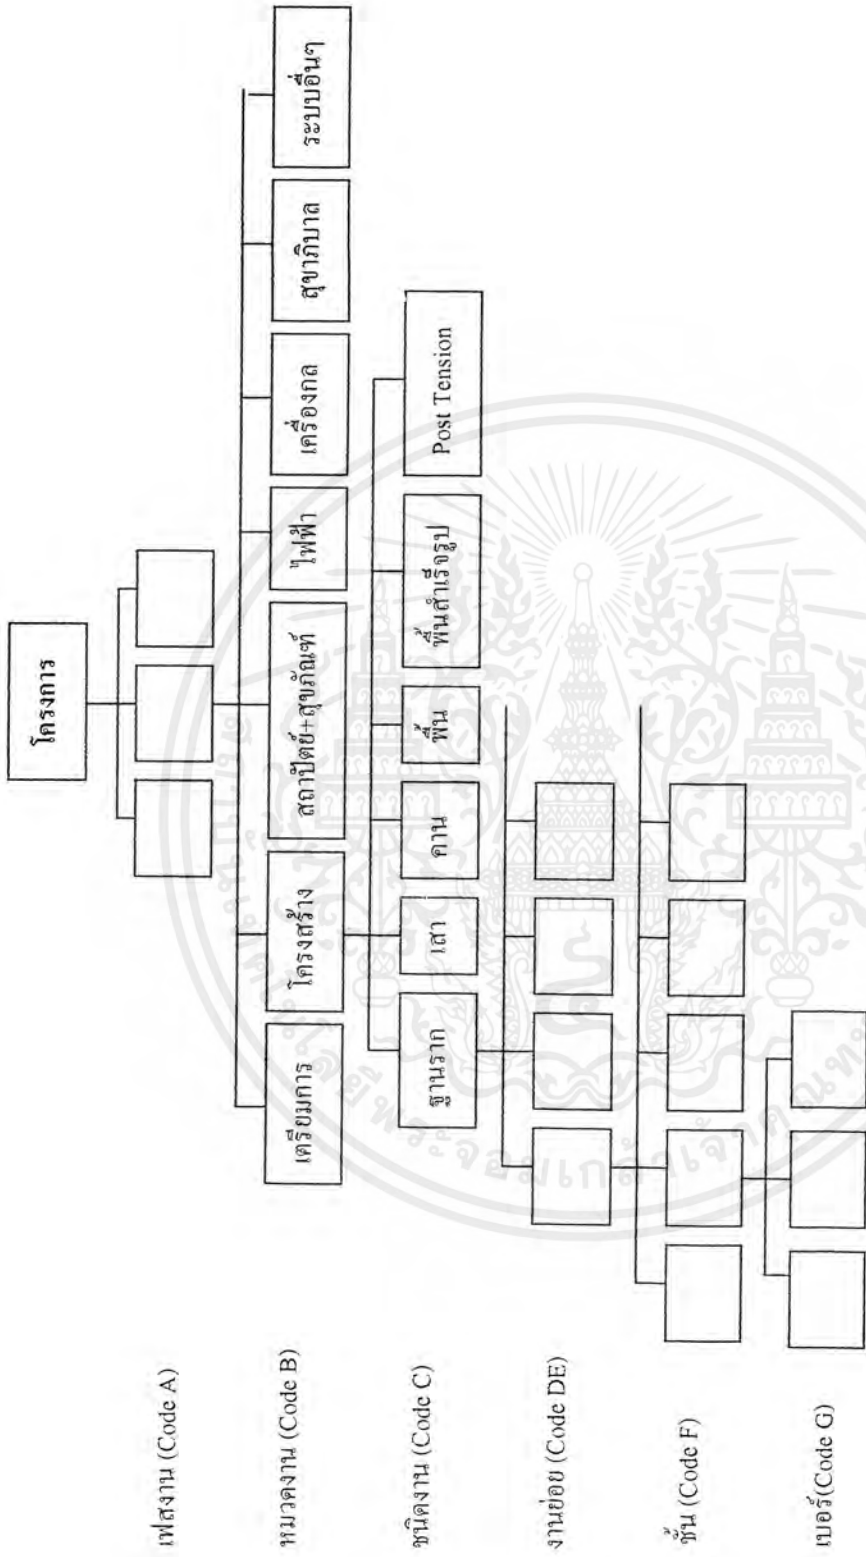 โครงการ
เฟสงาน (Code A)
หมวดงาน (Code B)
เตรียมการ
โครงสร้าง
สถาปัตย์+สุขภัณฑ์
ไฟฟ้า
เครื่องกล
สุขาภิบาล
ระบบอื่นๆ
ชนิดงาน (Code C)
ฐานราก
เสา
คาน
พื้น
พื้นสำเร็จรูป
Post Tension
งานย่อย (Code DE)
ชั้น (Code F)
เบอร์(Code G)